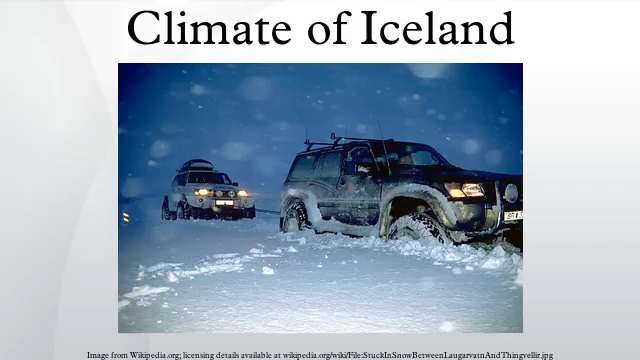 Climate of Iceland
Image from Wikipedia.org; licensing details available at wikipedia.org/wiki/File:StuckInSnowBetweenLaugarvatnAndThingvellir.jpg